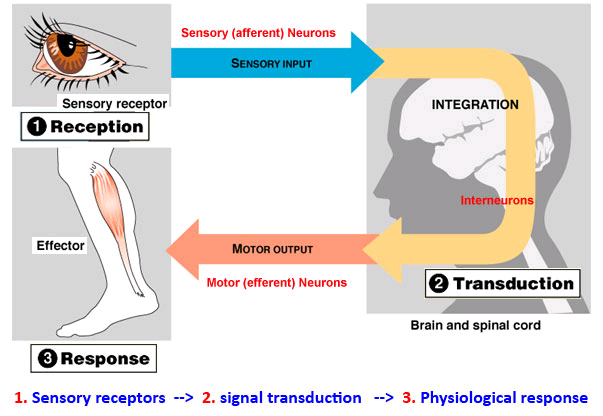 Sensory (afferent) Neurons
SENSORY INPUT
Sensory receptor
1 Reception
INTEGRATION
Interneurons
Effector
MOTOR OUTPUT
Motor (efferent) Neurons
2 Transduction
Brain and spinal cord
3 Response
1. Sensory receptors --> 2. signal transduction --> 3. Physiological response